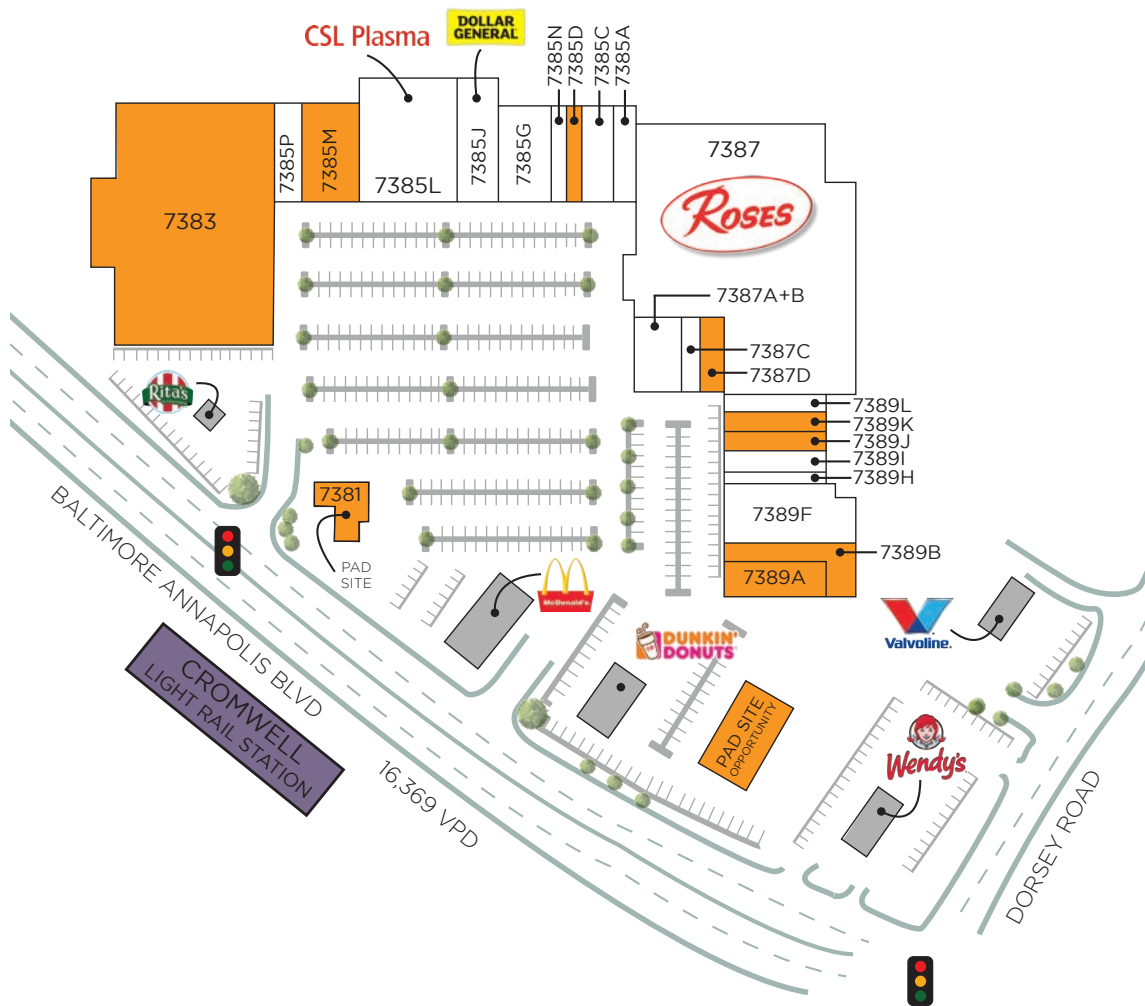 CSL Plasma
DOLLAR
GENERAL
7385N
7385D
7385C
7385A
7383
7385P
7385M
7385L
7385J
7385G
7387
ROSES
7387A+B
7387C
7387D
Rita's
7389L
7389K
7389J
7389I
7389H
7389F
7389B
7389A
7381
PAD
SITE
McDonald's
DUNKIN'
DONUTS
Valvoline.
PAD SITE
OPPORTUNITY
Wendy's
BALTIMORE ANNAPOLIS BLVD
CROMWELL
LIGHT RAIL STATION
16,369 VPD
DORSEY ROAD